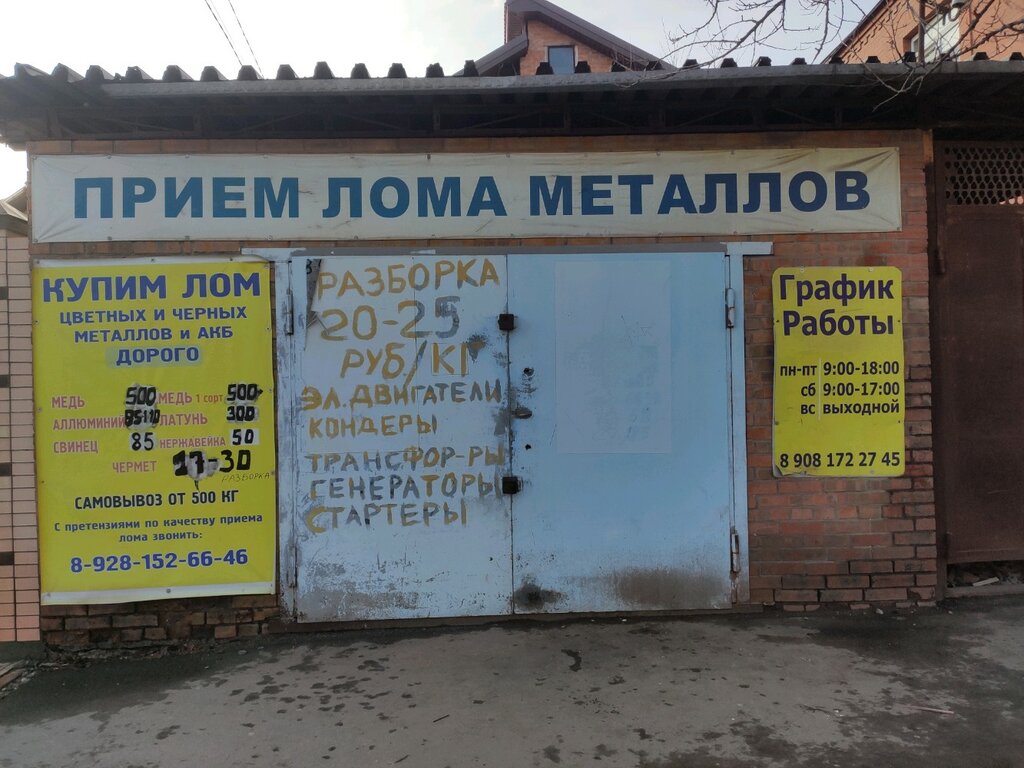 ПРИЕМ ЛОМА МЕТАЛЛОВ
КУПИМ ЛОМ
ЦВЕТНЫХ И ЧЕРНЫХ
МЕТАЛЛОВ И АКБ
ДОРОГО
МЕДЬ 500 МЕДЬ 1 сорт 500
АЛЛЮМИНИЙ ЛАТУНЬ 300
СВИНЕЦ 85 НЕРЖАВЕЙКА 50
ЧЕРМЕТ 17-30
РАЗБОРКА
САМОВЫВОЗ ОТ 500 КГ
С претензиями по качеству приема
лома звонить:
8-928-152-66-46
РАЗБОРКА
20-25
РУБ/КГ
ЭЛ.ДВИГАТЕЛИ
КОНДЕРЫ
ТРАНСФОР-РЫ
ГЕНЕРАТОРЫ
СТАРТЕРЫ
График
Работы
пн-пт 9:00-18:00
сб 9:00-17:00
вс выходной
8 908 172 27 45